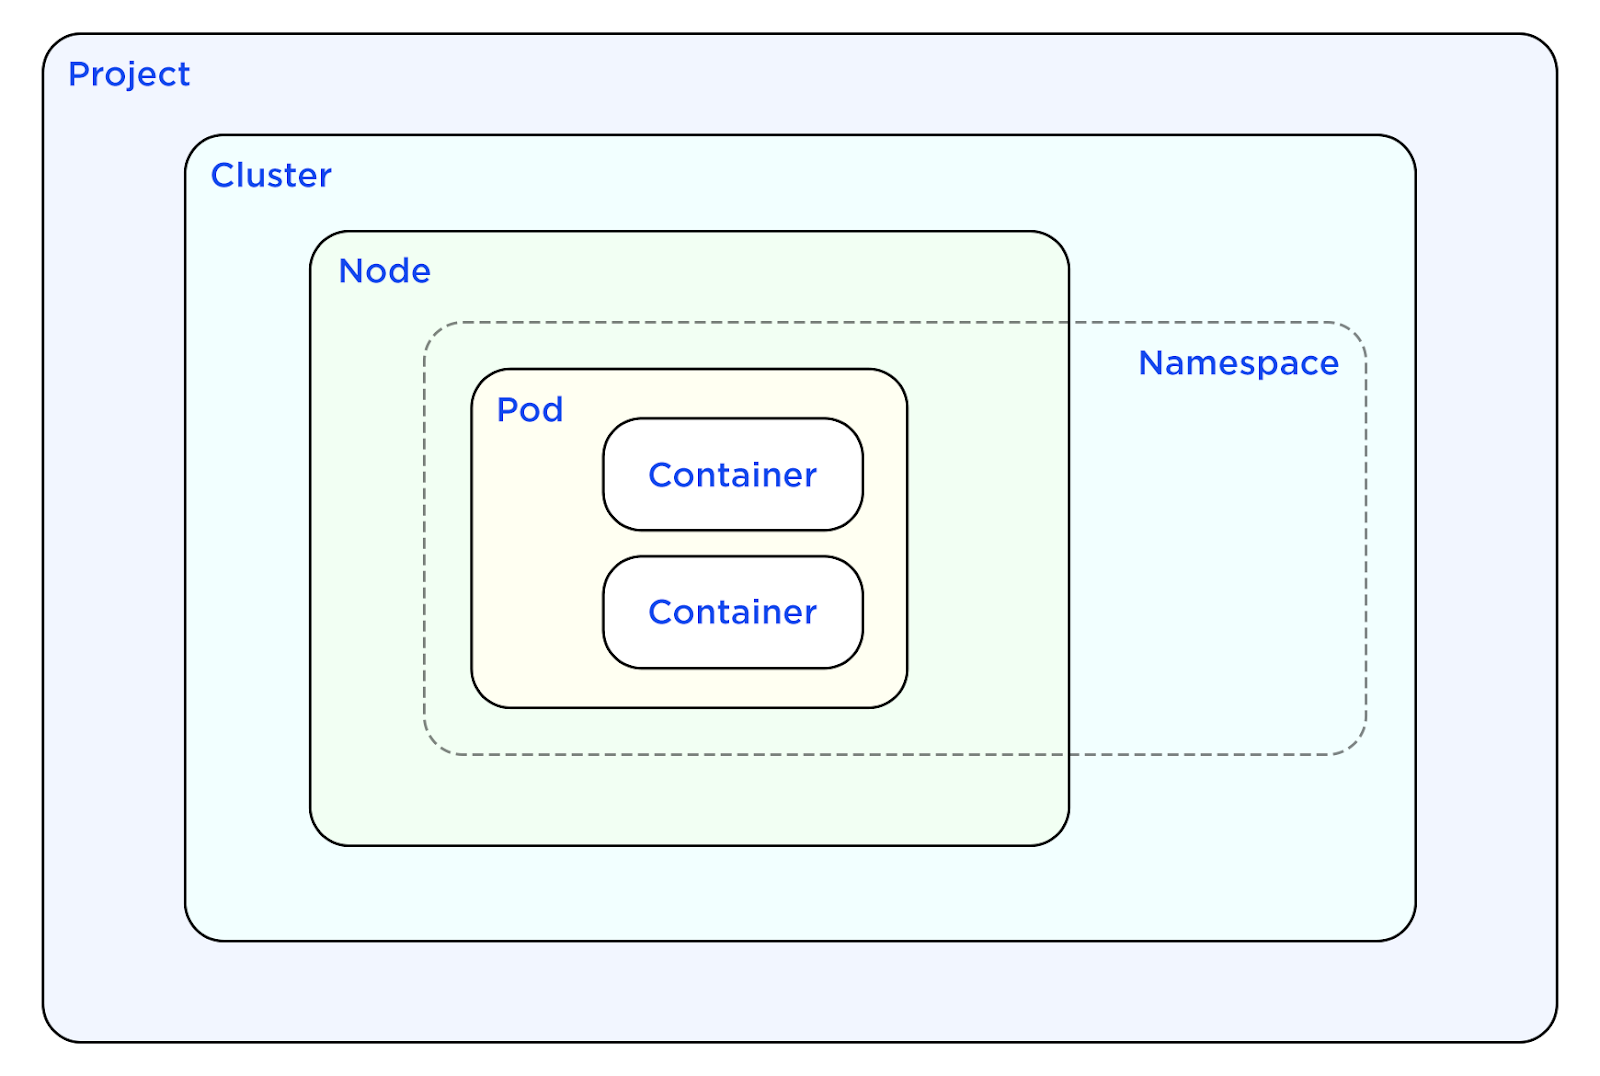 Project
Cluster
Node
Namespace
Pod
Container
Container